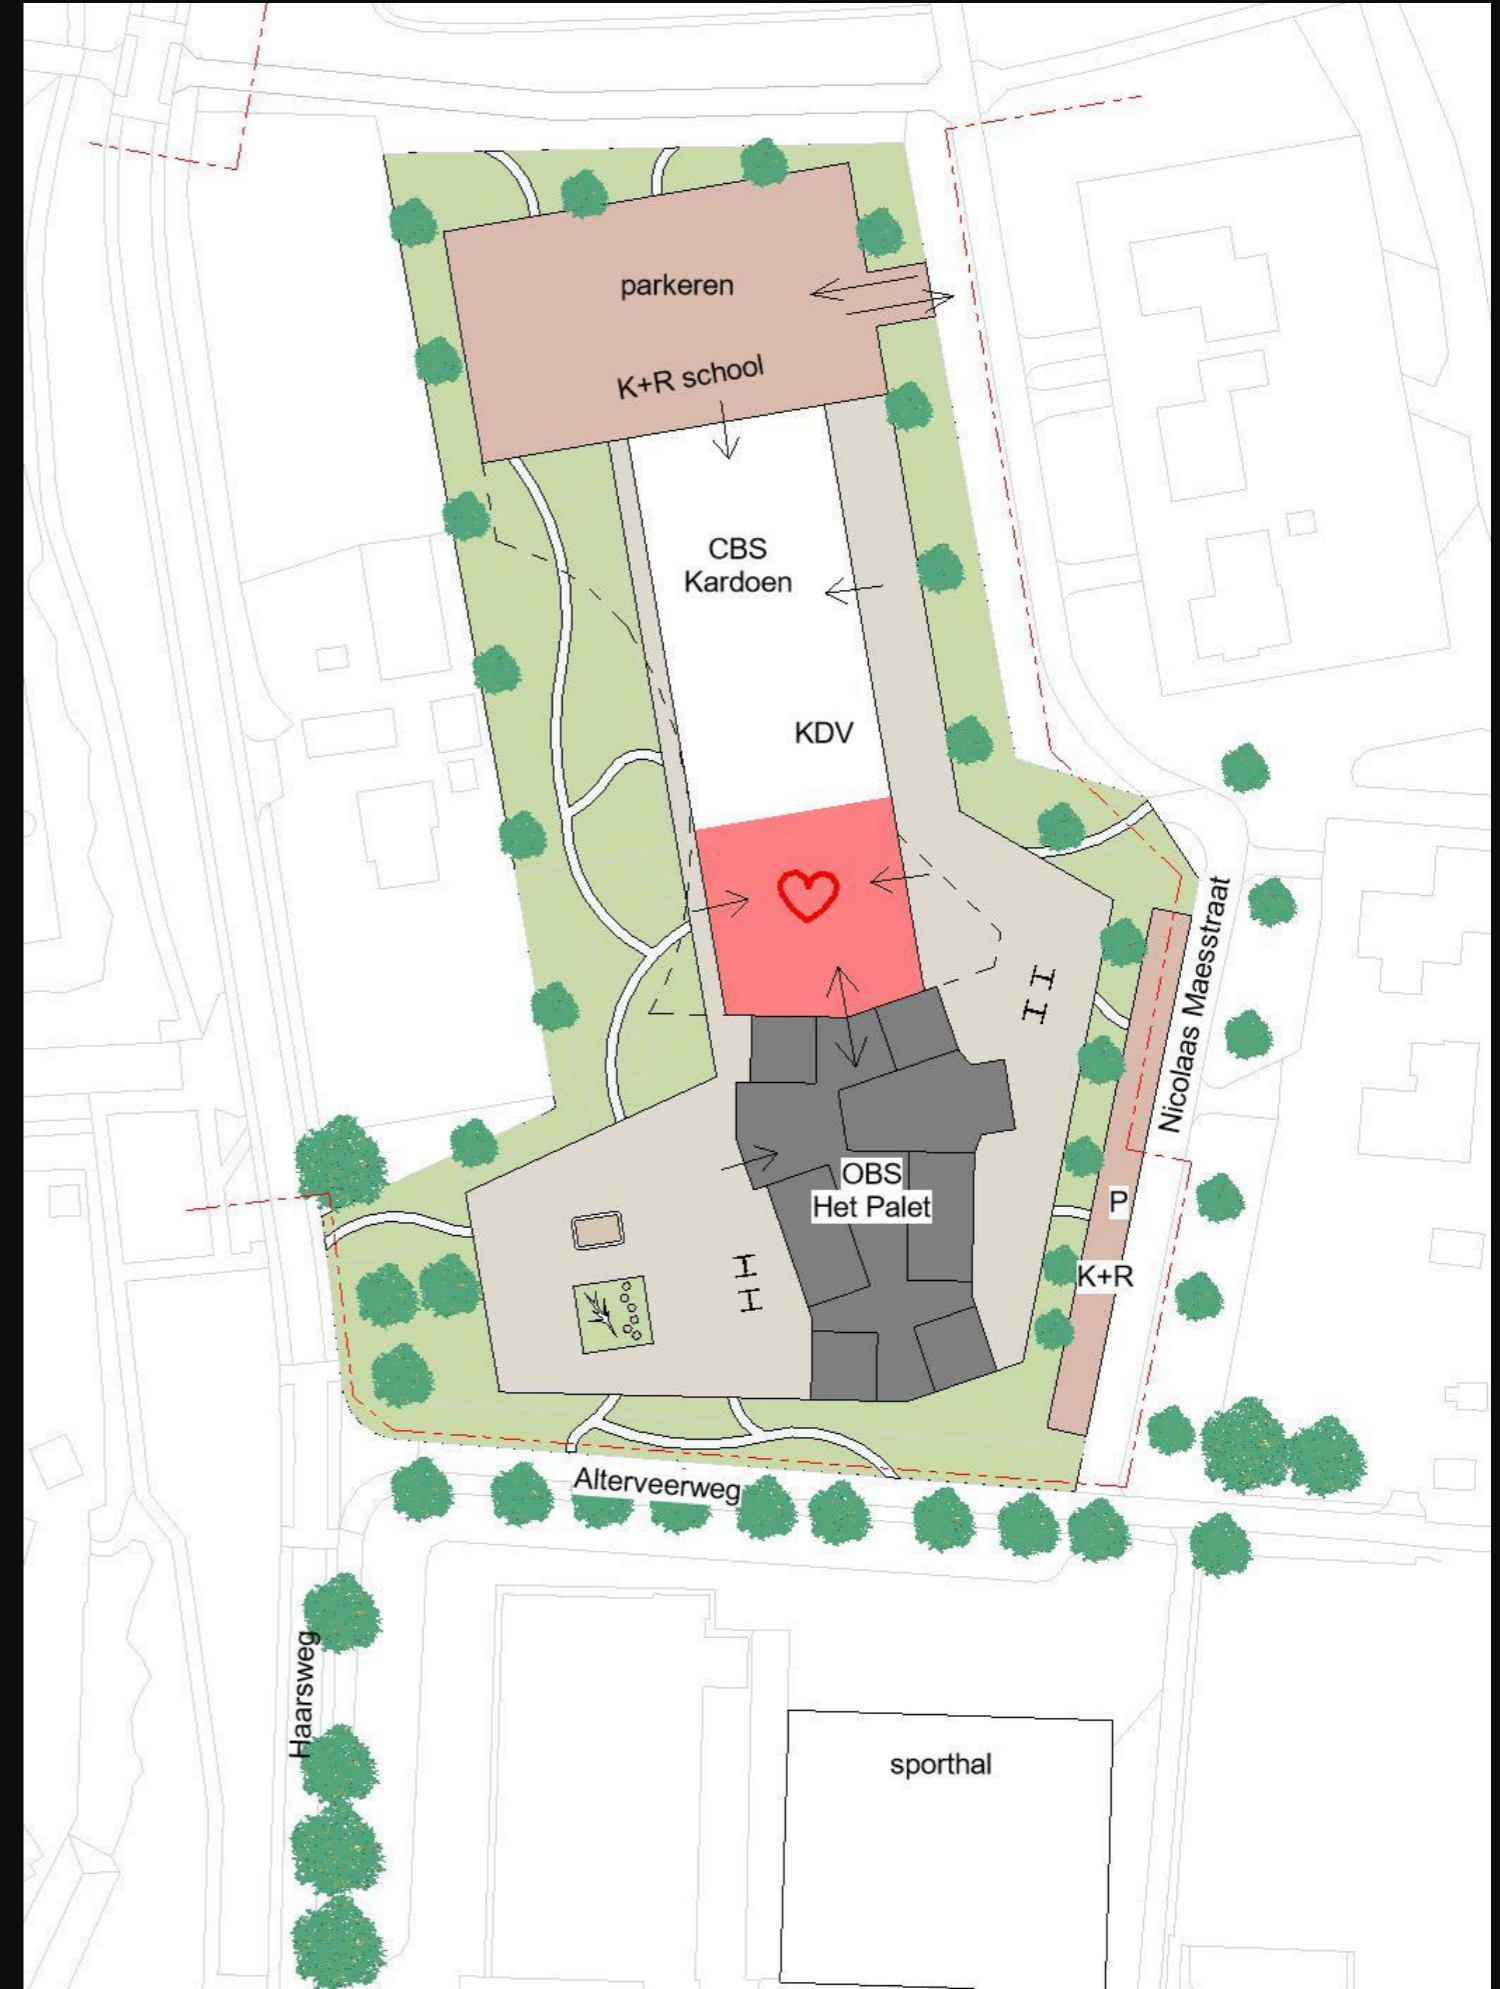 parkeren
K+R school
CBS
Kardoen
KDV
Nicolaas Maesstraat
OBS
Het Palet
P
K+R
Alterveerweg
Haarsweg
sporthal